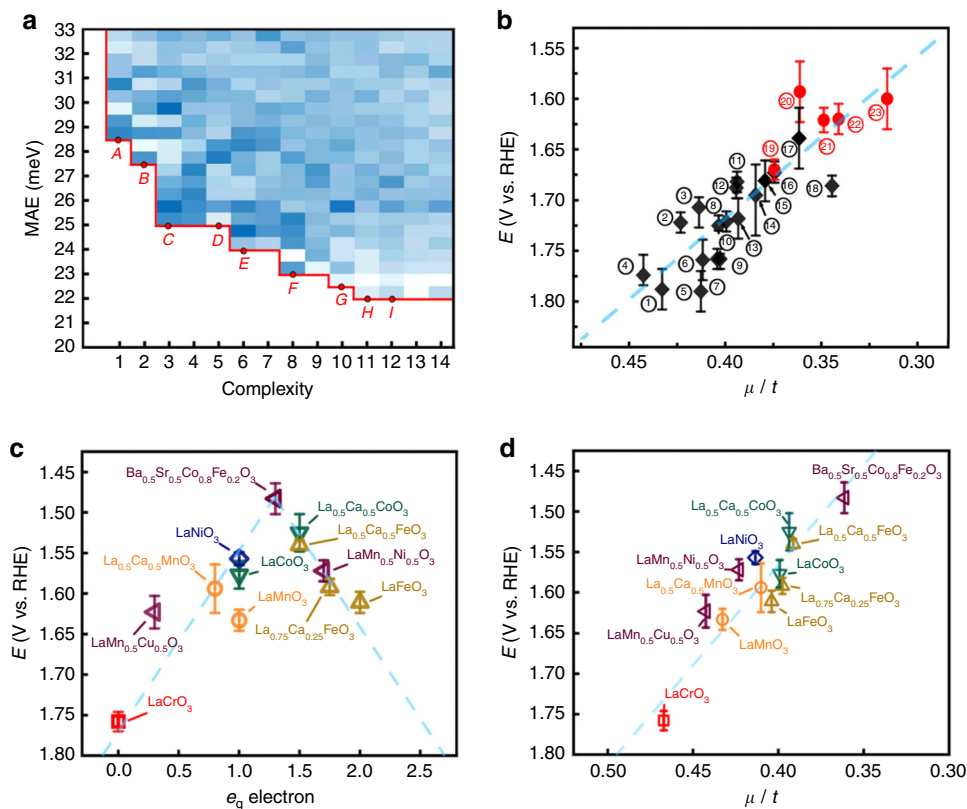 a
MAE (meV)
33
32
31
30
29
28
27
26
25
24
23
22
21
20
A
B
C
D
E
F
G
H
I
1 2 3 4 5 6 7 8 9 10 11 12 13 14
Complexity
b
E (V vs. RHE)
1.55
1.60
1.65
1.70
1.75
1.80
20
23
22
21
19
17
11
12
16
18
3
8
15
2
14
10
13
6
9
4
5
7
1
0.45 0.40 0.35 0.30
μ / t
c
E (V vs. RHE)
1.45
1.50
1.55
1.60
1.65
1.70
1.75
1.80
Ba0.5Sr0.5Co0.8Fe0.2O3
La0.5Ca0.5CoO3
LaNiO3
La0.5Ca0.5FeO3
La0.5Ca0.5MnO3
LaCoO3
LaMn0.5Ni0.5O3
LaMnO3
LaFeO3
La0.75Ca0.25FeO3
LaMn0.5Cu0.5O3
LaCrO3
0.0 0.5 1.0 1.5 2.0 2.5
eg electron
d
E (V vs. RHE)
1.45
1.50
1.55
1.60
1.65
1.70
1.75
1.80
Ba0.5Sr0.5Co0.8Fe0.2O3
La0.5Ca0.5CoO3
La0.5Ca0.5FeO3
LaNiO3
LaMn0.5Ni0.5O3
LaCoO3
La0.5Ca0.5MnO
La0.75Ca0.25FeO3
LaFeO3
LaMn0.5Cu0.5O3
LaMnO3
LaCrO3
0.50 0.40 0.40 0.30
μ / t